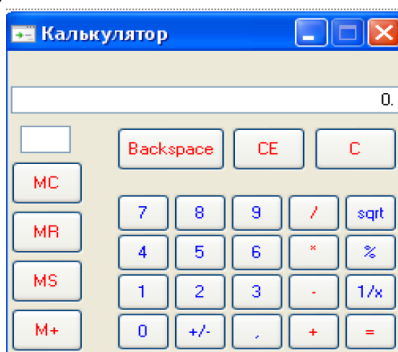 Калькулятор
0.
Backspace CE C
MC 7 8 9 / sqrt
MR 4 5 6 * %
MS 1 2 3 - 1/x
M+ 0 +/- , + =